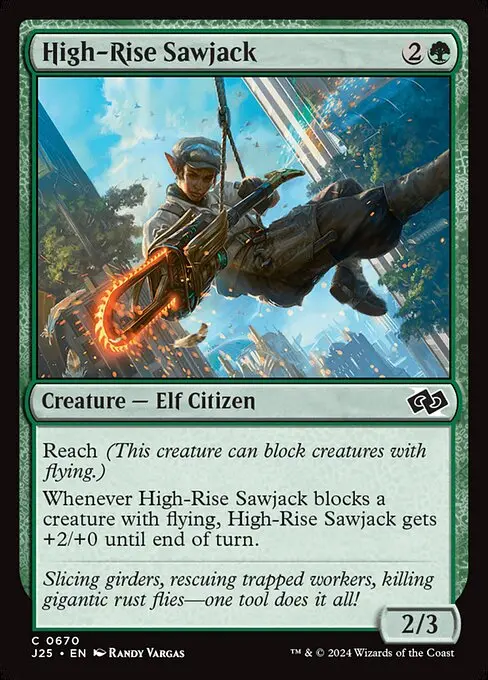 High-Rise Sawjack 2
Creature — Elf Citizen
Reach (This creature can block creatures with
flying.)
Whenever High-Rise Sawjack blocks a
creature with flying, High-Rise Sawjack gets
+2/+0 until end of turn.
Slicing girders, rescuing trapped workers, killing
gigantic rust flies—one tool does it all!
2/3
C 0670
J25 • EN Randy Vargas
™ & © 2024 Wizards of the Coast